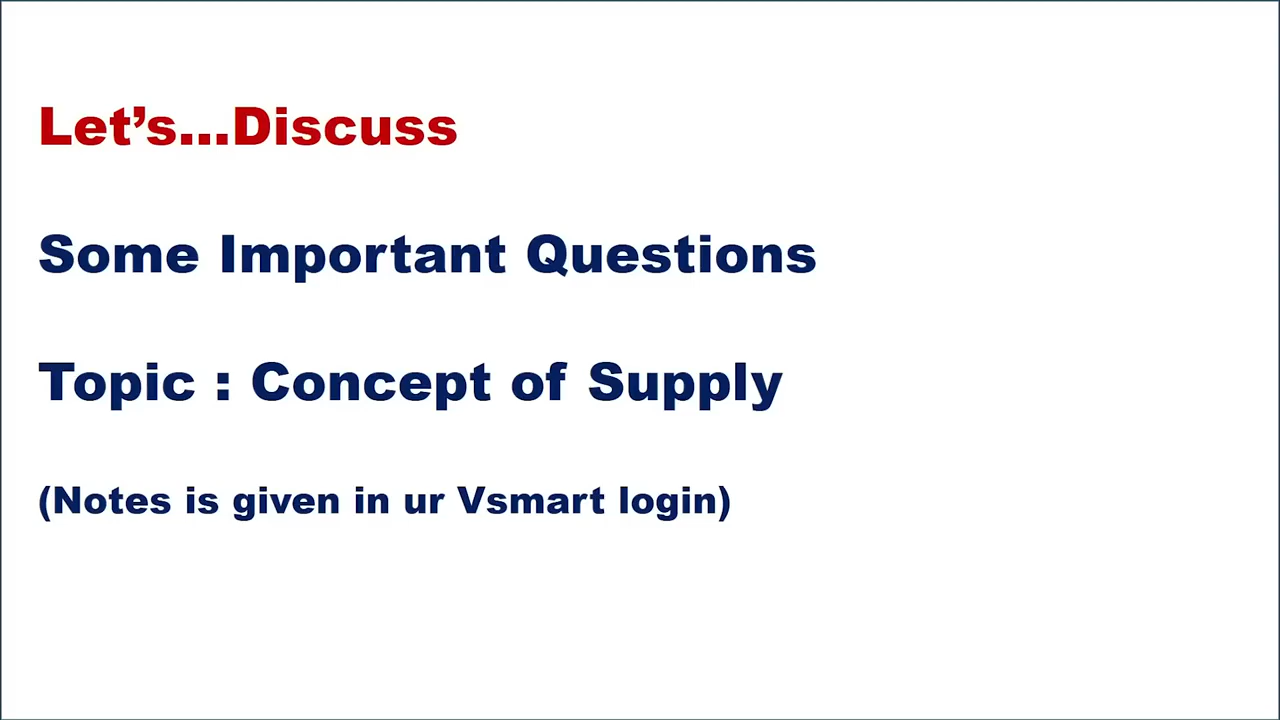 Let’s...Discuss
Some Important Questions
Topic : Concept of Supply
(Notes is given in ur Vsmart login)